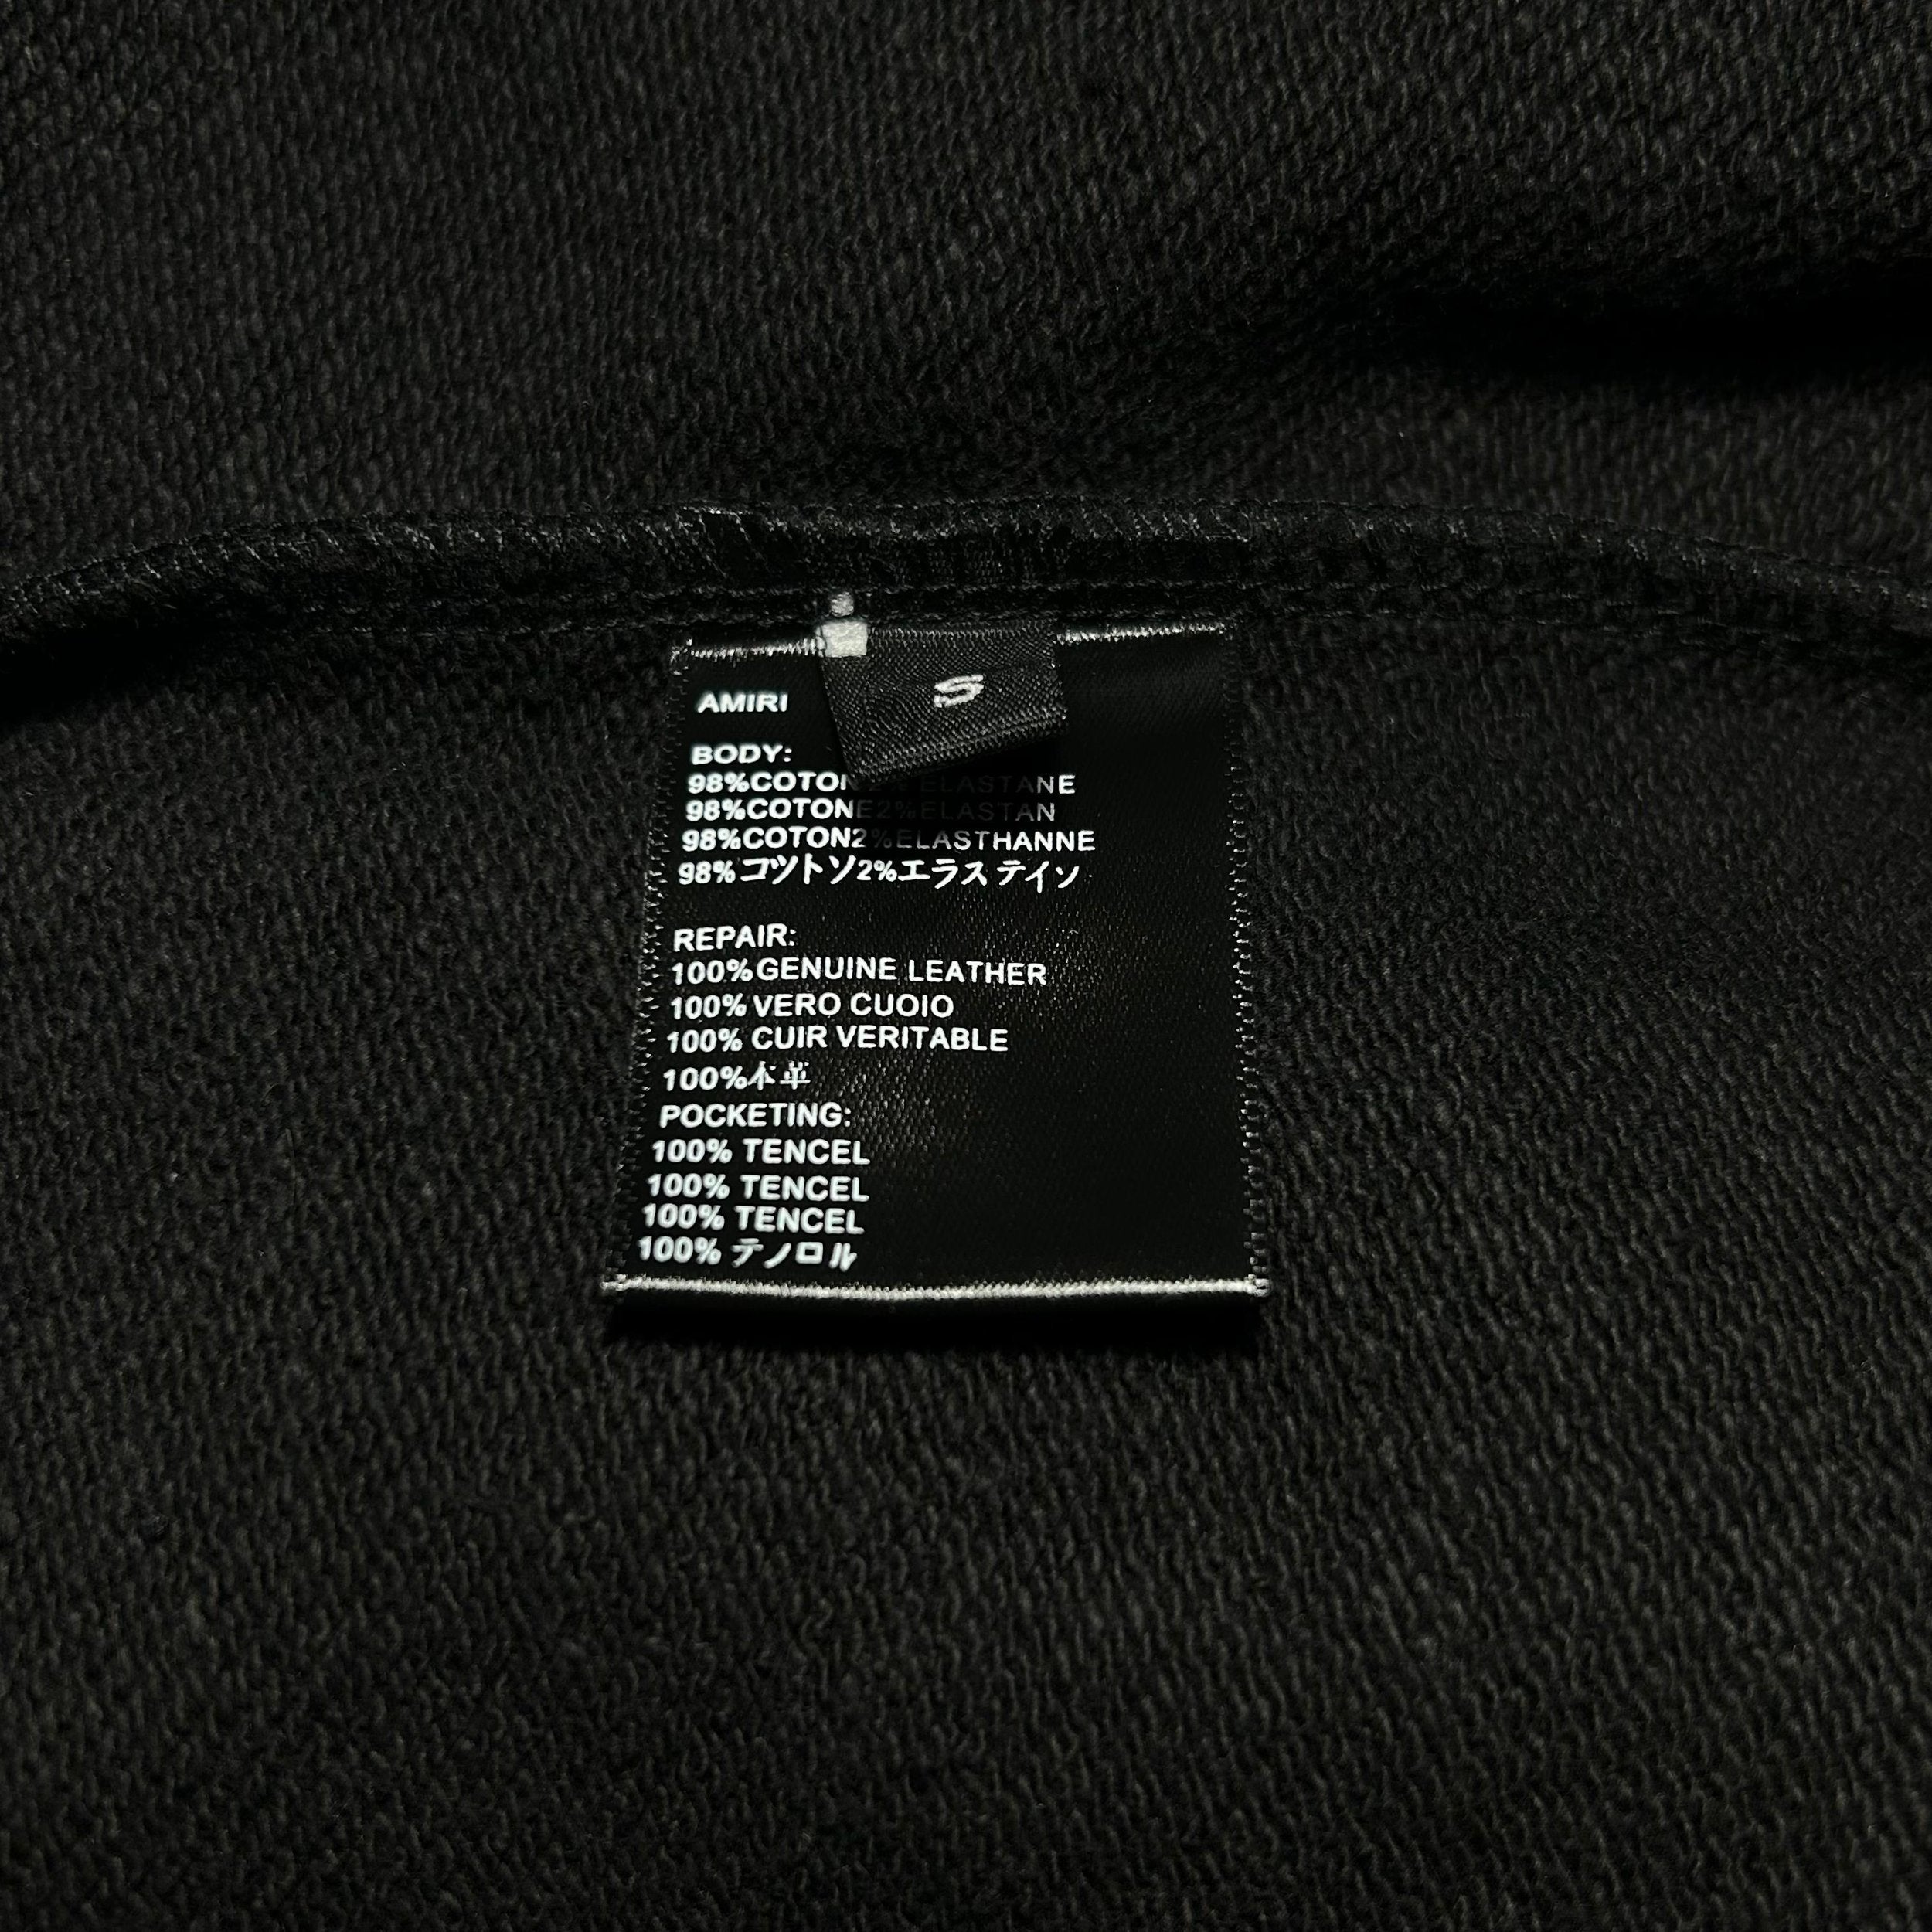 S
AMIRI
BODY:
98%COTON 2% ELASTANE
98%COTONE2%ELASTAN
98%COTON2%ELASTHANNE
98%コツトソ2%エラステイソ
REPAIR:
100%GENUINE LEATHER
100% VERO CUOIO
100% CUIR VERITABLE
100%本革
POCKETING:
100% TENCEL
100% TENCEL
100% TENCEL
100% テノロル